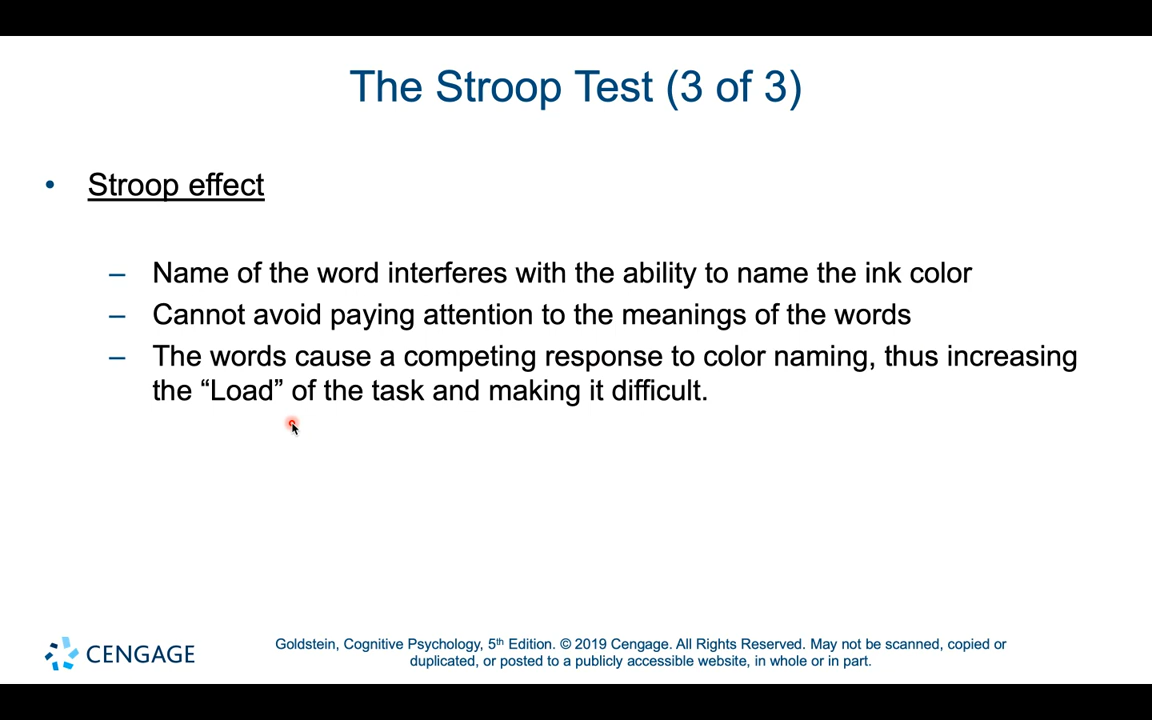 The Stroop Test (3 of 3)
• Stroop effect
– Name of the word interferes with the ability to name the ink color
– Cannot avoid paying attention to the meanings of the words
– The words cause a competing response to color naming, thus increasing
the “Load” of the task and making it difficult.
CENGAGE
Goldstein, Cognitive Psychology, 5th Edition. © 2019 Cengage. All Rights Reserved. May not be scanned, copied or
duplicated, or posted to a publicly accessible website, in whole or in part.